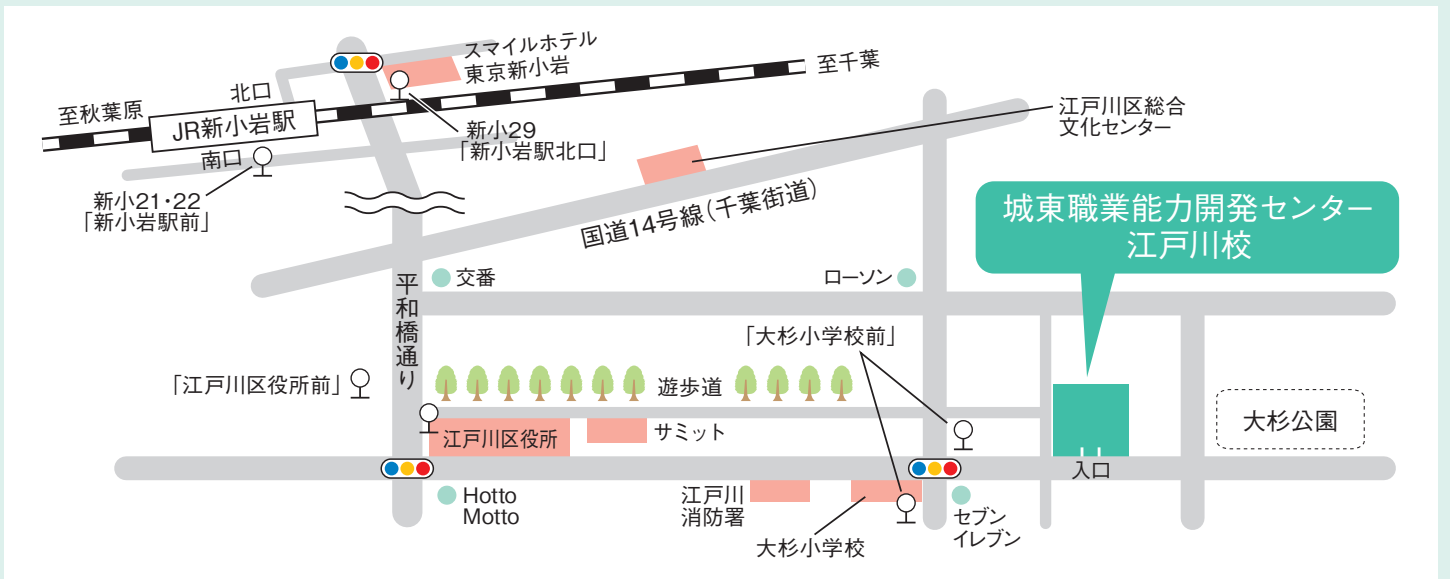 スマイルホテル
東京新小岩
至千葉
北口
至秋葉原
JR新小岩駅
江戸川区総合
文化センター
新小29
「新小岩駅北口」
南口
新小21・22
「新小岩駅前」
国道14号線（千葉街道）
城東職業能力開発センター
江戸川校
平和橋通り
交番
ローソン
「大杉小学校前」
「江戸川区役所前」
遊歩道
大杉公園
江戸川区役所
サミット
入口
Hotto
Motto
江戸川
消防署
セブン
イレブン
大杉小学校